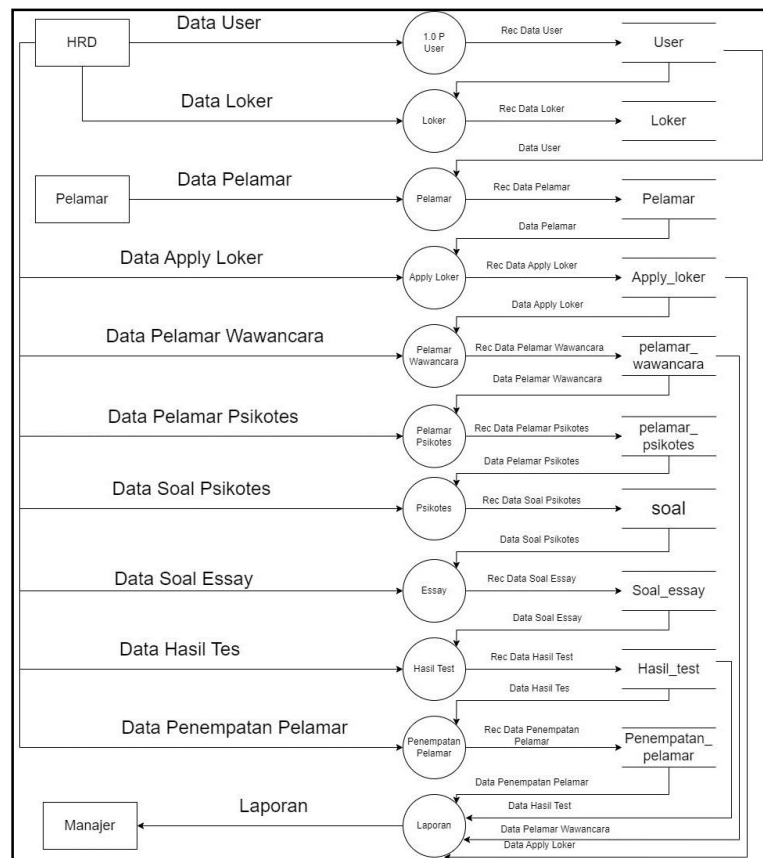 Data User
HRD
1.0 P
User
Rec Data User
User
Data Loker
Loker
Rec Data Loker
Loker
Data User
Data Pelamar
Pelamar
Pelamar
Rec Data Pelamar
Pelamar
Data Pelamar
Data Apply Loker
Apply Loker
Rec Data Apply Loker
Apply_loker
Data Apply Loker
Data Pelamar Wawancara
Pelamar
Wawancara
Rec Data Pelamar Wawancara
pelamar_
wawancara
Data Pelamar Wawancara
Data Pelamar Psikotes
Pelamar
Psikotes
Rec Data Pelamar Psikotes
pelamar_
psikotes
Data Pelamar Psikotes
Data Soal Psikotes
Psikotes
Rec Data Soal Psikotes
soal
Data Soal Psikotes
Data Soal Essay
Essay
Rec Data Soal Essay
Soal_essay
Data Soal Essay
Data Hasil Tes
Hasil Test
Rec Data Hasil Test
Hasil_test
Data Hasil Tes
Data Penempatan Pelamar
Penempatan
Pelamar
Rec Data Penempatan
Pelamar
Penempatan_
pelamar
Data Penempatan Pelamar
Laporan
Manajer
Laporan
Data Hasil Test
Data Pelamar Wawancara
Data Apply Loker